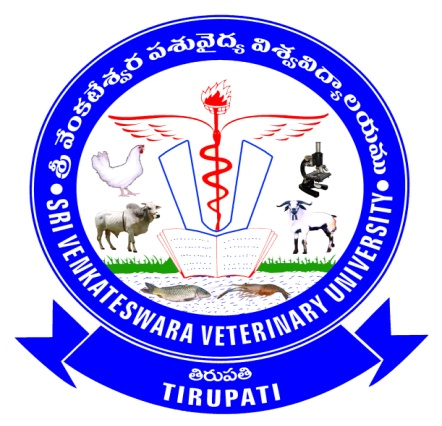 శ్రీ వేంకటేశ్వర పశువైద్య విశ్వవిద్యాలయము
• SRI VENKATESWARA VETERINARY UNIVERSITY •
తిరుపతి
TIRUPATI